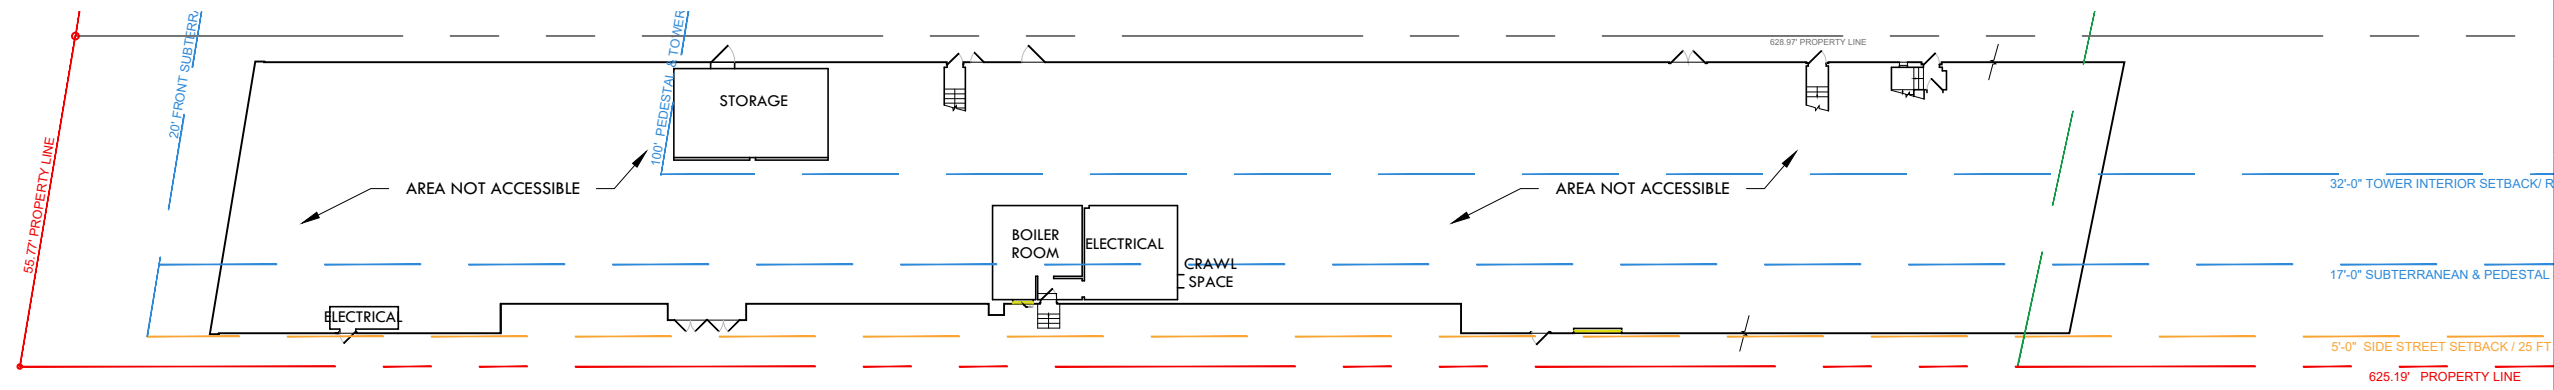 20' FRONT SUBTERRA
100' PEDESTAL & TOWER
628.97' PROPERTY LINE
STORAGE
55.77' PROPERTY LINE
AREA NOT ACCESSIBLE
AREA NOT ACCESSIBLE
32'-0" TOWER INTERIOR SETBACK/ R
BOILER
ROOM
ELECTRICAL
CRAWL
SPACE
17'-0" SUBTERRANEAN & PEDESTAL
ELECTRICAL
5'-0" SIDE STREET SETBACK / 25 FT
625.19' PROPERTY LINE